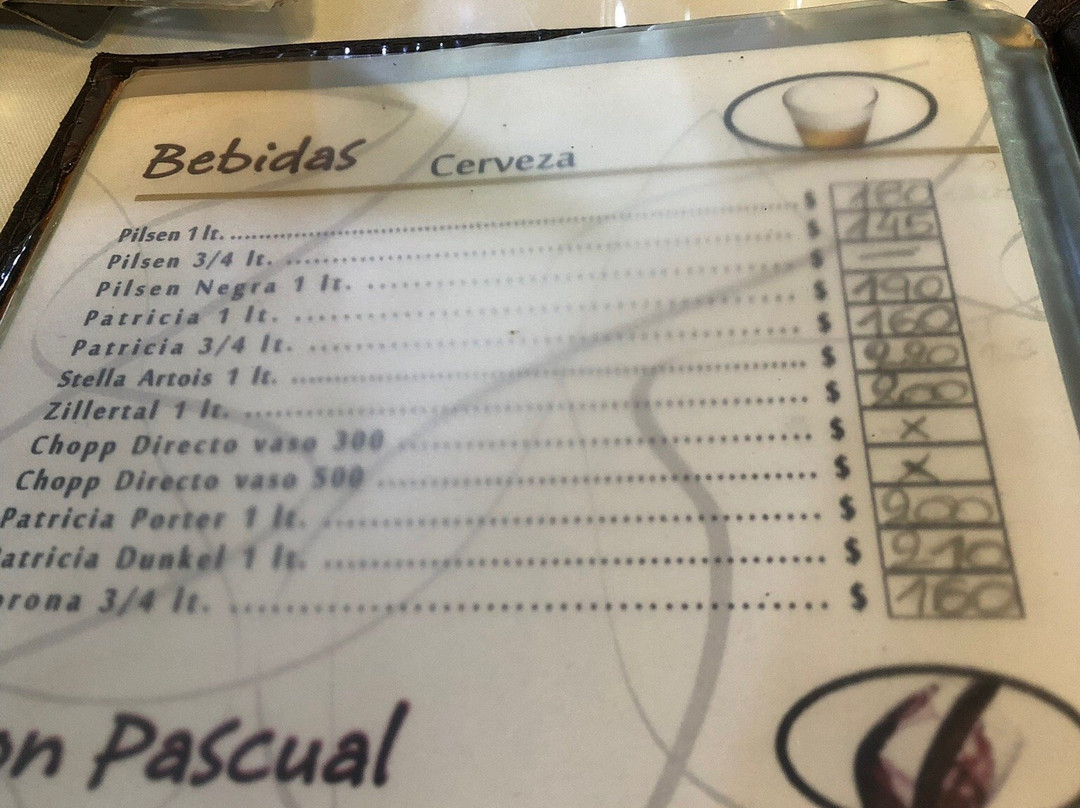 Bebidas Cerveza
Pilsen 1 lt. $ 180
Pilsen 3/4 lt. $ 145
Pilsen Negra 1 lt. $ —
Patricia 1 lt. $ 190
Patricia 3/4 lt. $ 160
Stella Artois 1 lt. $ 220
Zillertal 1 lt. $ 200
Chopp Directo vaso 300 $ x
Chopp Directo vaso 500 $ x
Patricia Porter 1 lt. $ 200
atricia Dunkel 1 lt. $ 210
orona 3/4 lt. $ 160
on Pascual